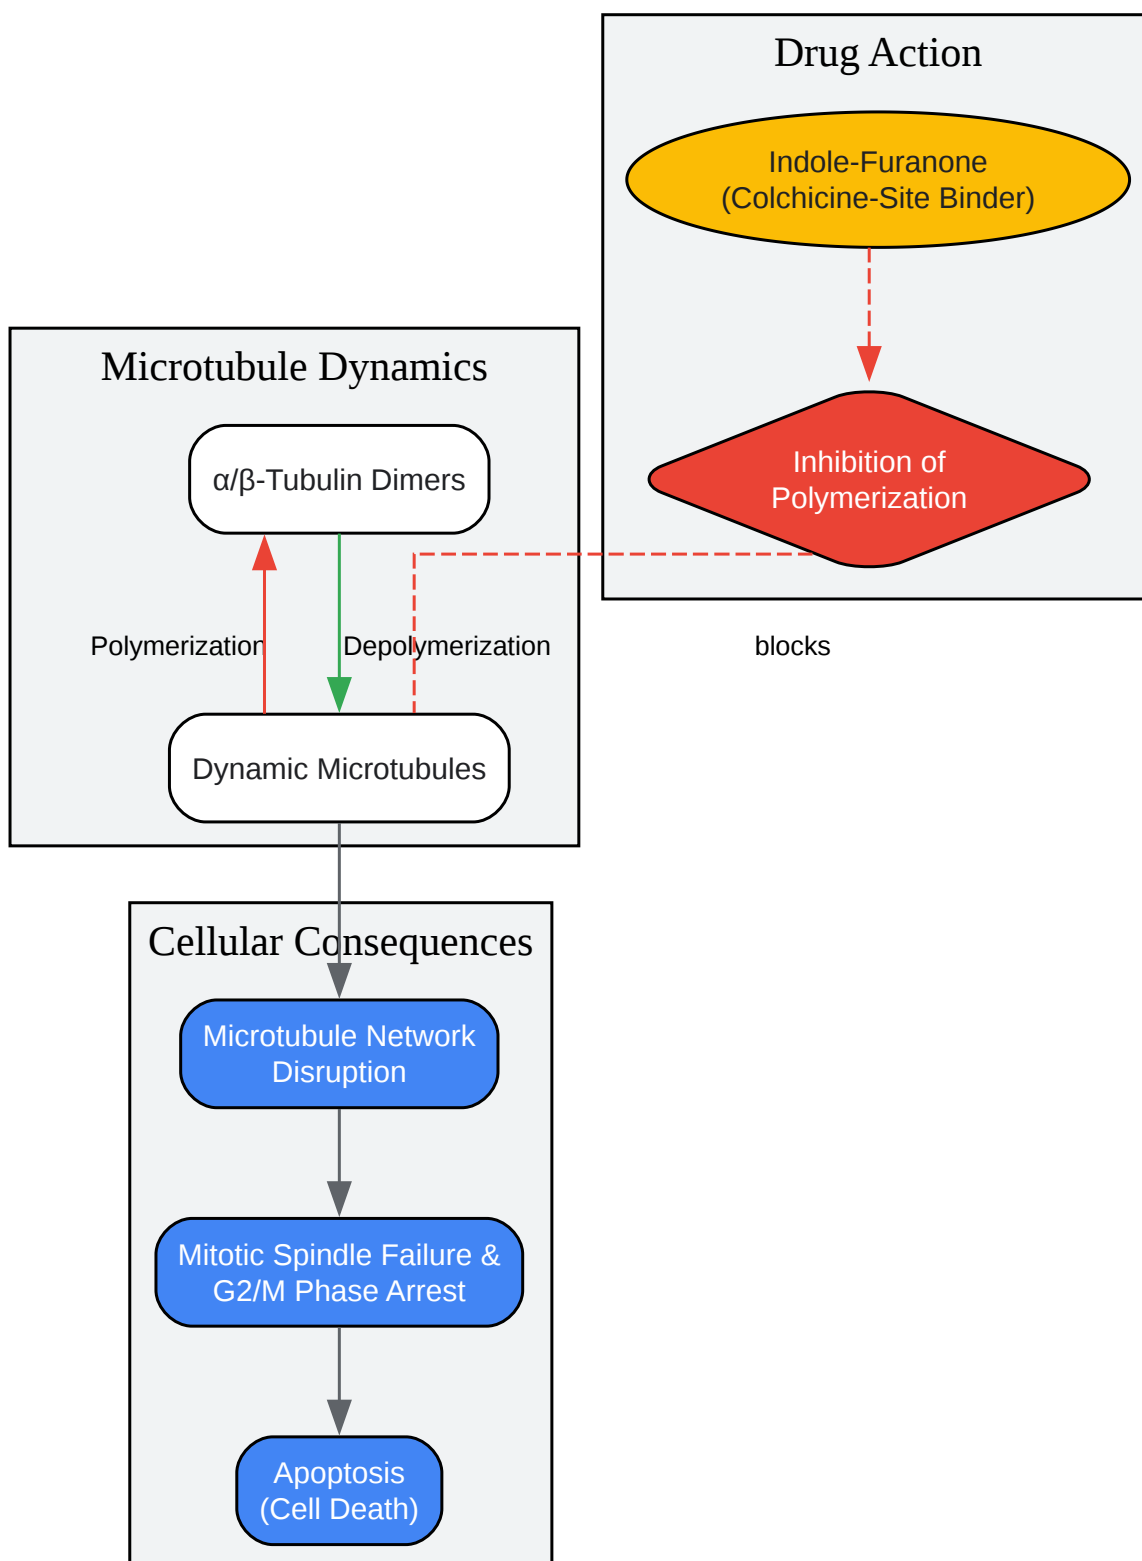 Drug Action
Indole-Furanone
(Colchicine-Site Binder)
Inhibition of
Polymerization
blocks
Microtubule Dynamics
α/β-Tubulin Dimers
Polymerization
Depolymerization
Dynamic Microtubules
Cellular Consequences
Microtubule Network
Disruption
Mitotic Spindle Failure &
G2/M Phase Arrest
Apoptosis
(Cell Death)